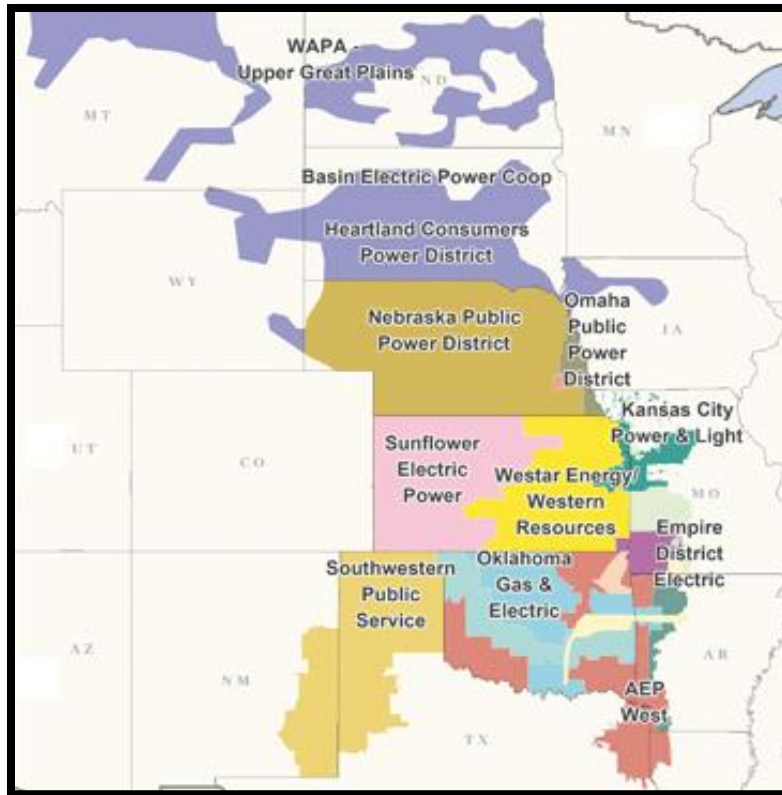 WAPA -
Upper Great Plains
ND
MT
MN
Basin Electric Power Coop
Heartland Consumers
Power District
WY
Omaha
Public
Power
District
IA
Nebraska Public
Power District
Kansas City
Power & Light
UT
CO
Sunflower
Electric
Power
Westar Energy/
Western
Resources
MO
Empire
District
Electric
Southwestern
Public
Service
Oklahoma
Gas &
Electric
AZ
NM
AR
AEP
West
TX